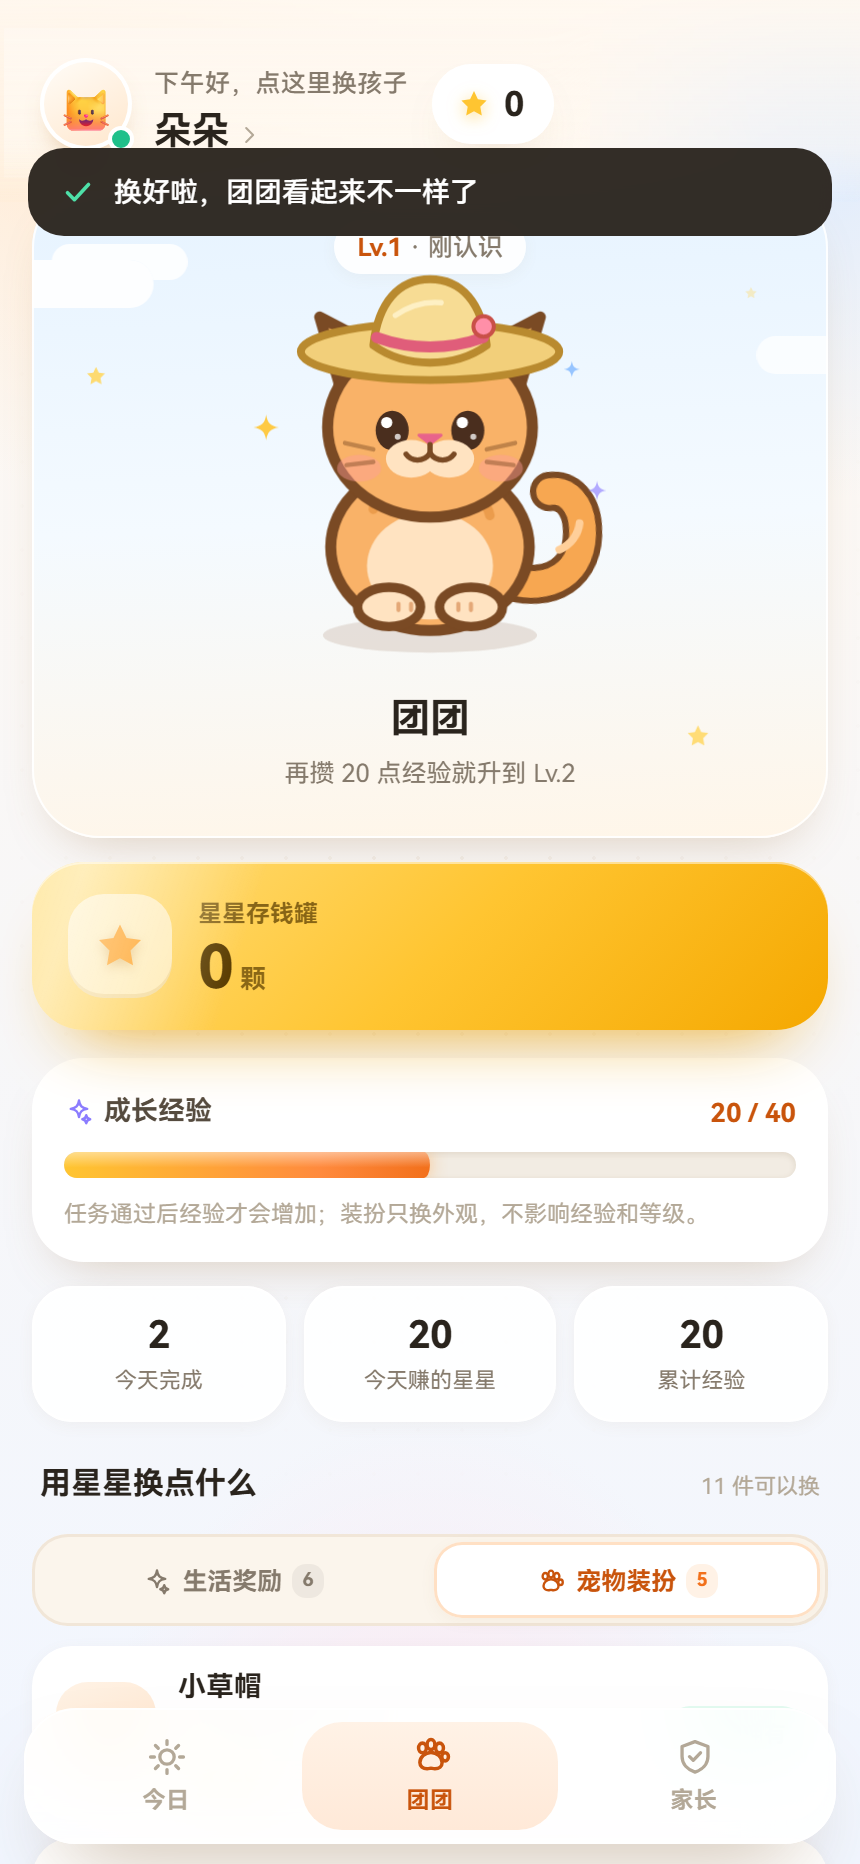 下午好，点这里换孩子
朵朵
0
换好啦，团团看起来不一样了
Lv.1 · 刚认识
团团
再攒 20 点经验就升到 Lv.2
星星存钱罐
0 颗
成长经验
20 / 40
任务通过后经验才会增加；装扮只换外观，不影响经验和等级。
2
今天完成
20
今天赚的星星
20
累计经验
用星星换点什么
11 件可以换
生活奖励 6
宠物装扮 5
小草帽
今日
团团
家长